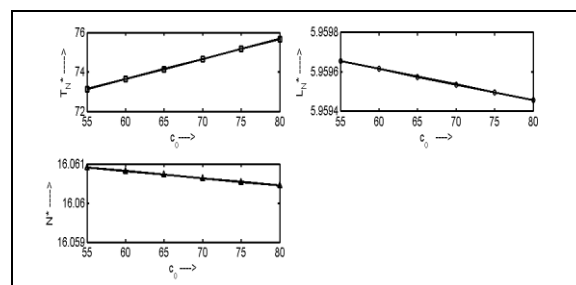 76
74
72
T_N* ---->
55 60 65 70 75 80
c_0 ---->
5.9598
5.9596
5.9594
L_N* ---->
55 60 65 70 75 80
c_0 ---->
16.061
16.06
16.059
N* ---->
55 60 65 70 75 80
c_0 ---->